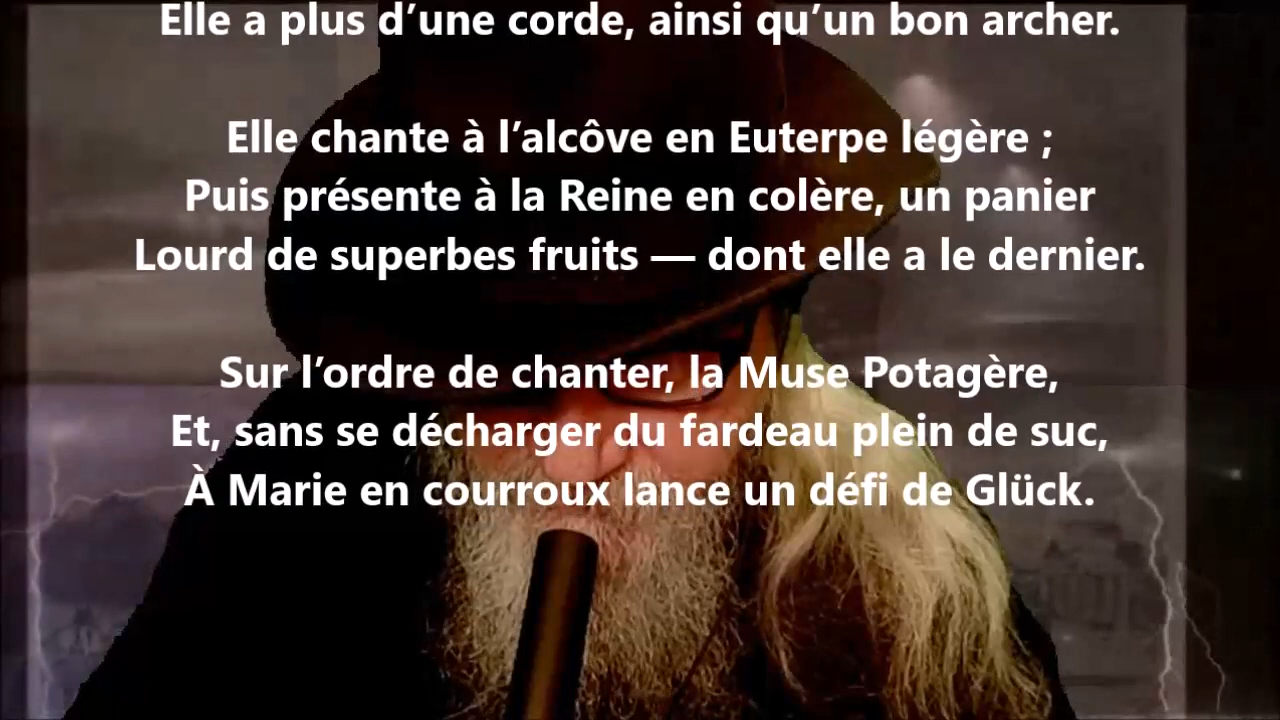 Elle a plus d’une corde, ainsi qu’un bon archer.
Elle chante à l’alcôve en Euterpe légère ;
Puis présente à la Reine en colère, un panier
Lourd de superbes fruits — dont elle a le dernier.
Sur l’ordre de chanter, la Muse Potagère,
Et, sans se décharger du fardeau plein de suc,
À Marie en courroux lance un défi de Glück.